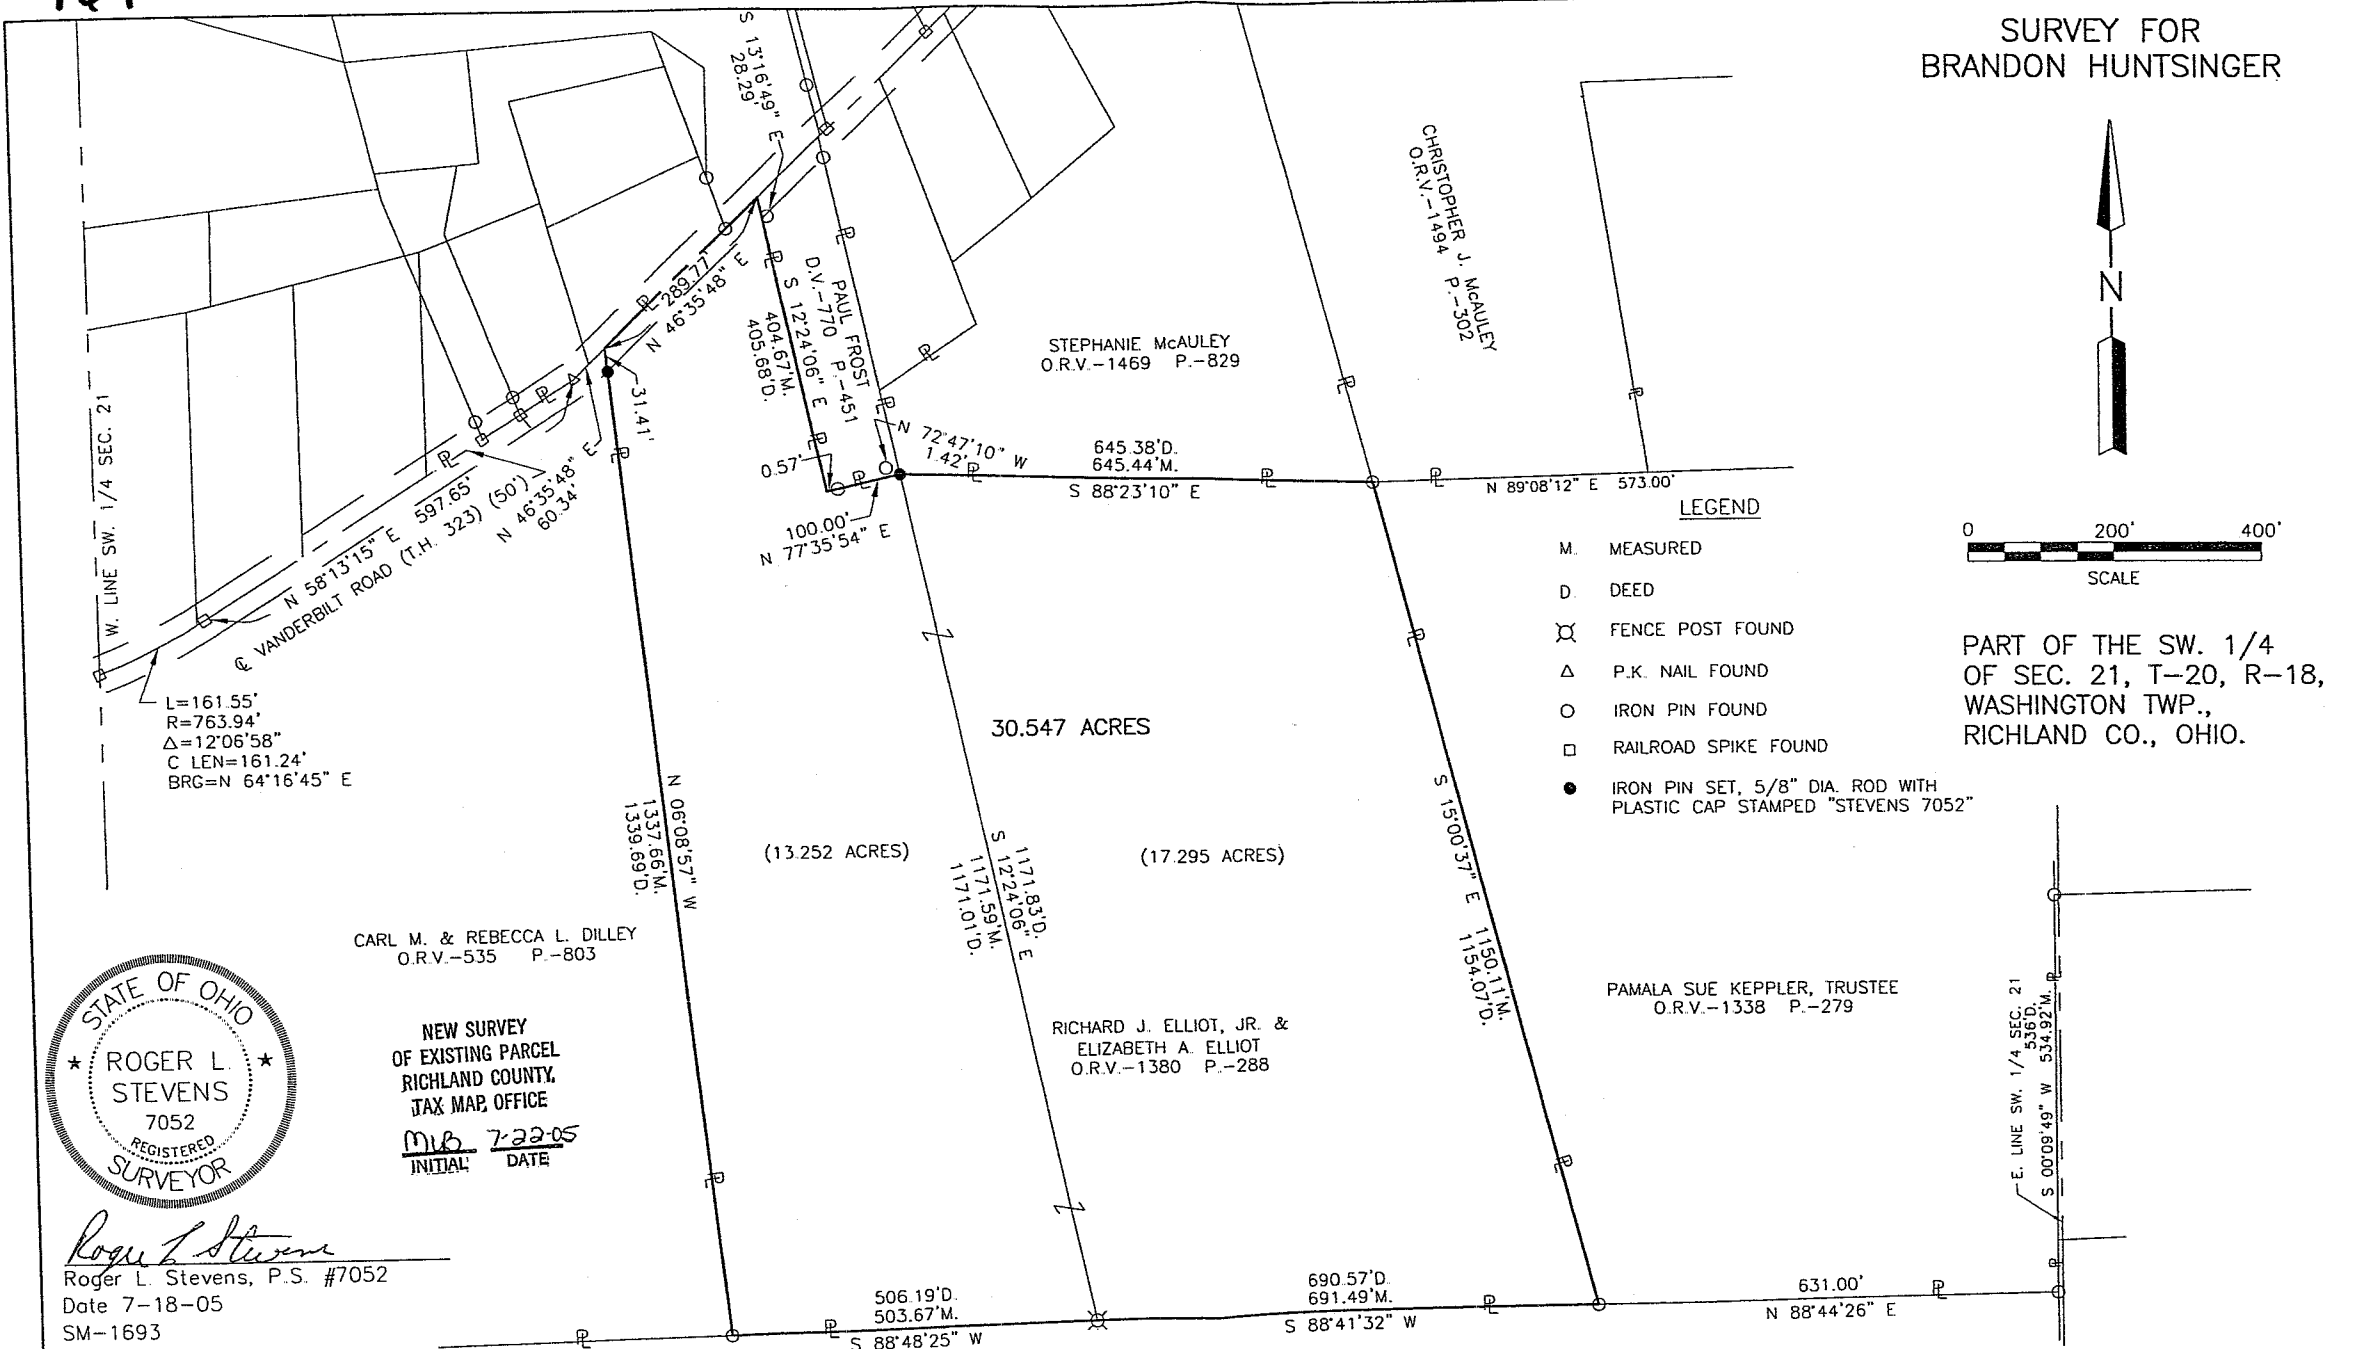 SURVEY FOR
BRANDON HUNTSINGER
N
0 200' 400'
SCALE
PART OF THE SW. 1/4
OF SEC. 21, T-20, R-18,
WASHINGTON TWP.,
RICHLAND CO., OHIO.
LEGEND
M. MEASURED
D. DEED
FENCE POST FOUND
P.K. NAIL FOUND
IRON PIN FOUND
RAILROAD SPIKE FOUND
IRON PIN SET, 5/8" DIA. ROD WITH
PLASTIC CAP STAMPED "STEVENS 7052"
S 13°16'49" E
28.29'
CHRISTOPHER J. McAULEY
O.R.V.-1494 P.-302
STEPHANIE McAULEY
O.R.V.-1469 P.-829
PAUL FROST
D.V.-770 P.-451
S 12°24'06" E
404.67'M.
405.68'D.
289.77'
N 46°35'48" E
31.41'
N 72°47'10" W
1.42'
0.57'
100.00'
N 77°35'54" E
645.38'D.
645.44'M.
S 88°23'10" E
N 89°08'12" E 573.00'
W. LINE SW. 1/4 SEC. 21
N 58°13'15" E 597.65'
℄ VANDERBILT ROAD (T.H. 323) (50')
N 46°35'48" E
60.34'
L=161.55'
R=763.94'
△=12°06'58"
C LEN=161.24'
BRG=N 64°16'45" E
30.547 ACRES
(13.252 ACRES)
(17.295 ACRES)
N 06°08'57" W
1337.66'M.
1339.69'D.
1171.83'D.
S 12°24'06" E
1171.59'M.
1171.01'D.
S 15°00'37" E 1150.11'M.
1154.07'D.
CARL M. & REBECCA L. DILLEY
O.R.V.-535 P.-803
RICHARD J. ELLIOT, JR. &
ELIZABETH A. ELLIOT
O.R.V.-1380 P.-288
PAMALA SUE KEPPLER, TRUSTEE
O.R.V.-1338 P.-279
E. LINE SW. 1/4 SEC. 21
536'D.
S 00°09'49" W 534.92'M.
STATE OF OHIO
ROGER L.
STEVENS
7052
REGISTERED
SURVEYOR
NEW SURVEY
OF EXISTING PARCEL
RICHLAND COUNTY,
TAX MAP OFFICE
MLB 7-22-05
INITIAL DATE
Roger L Stevens
Roger L. Stevens, P.S. #7052
Date 7-18-05
SM-1693
506.19'D.
503.67'M.
S 88°48'25" W
690.57'D.
691.49'M.
S 88°41'32" W
631.00'
N 88°44'26" E